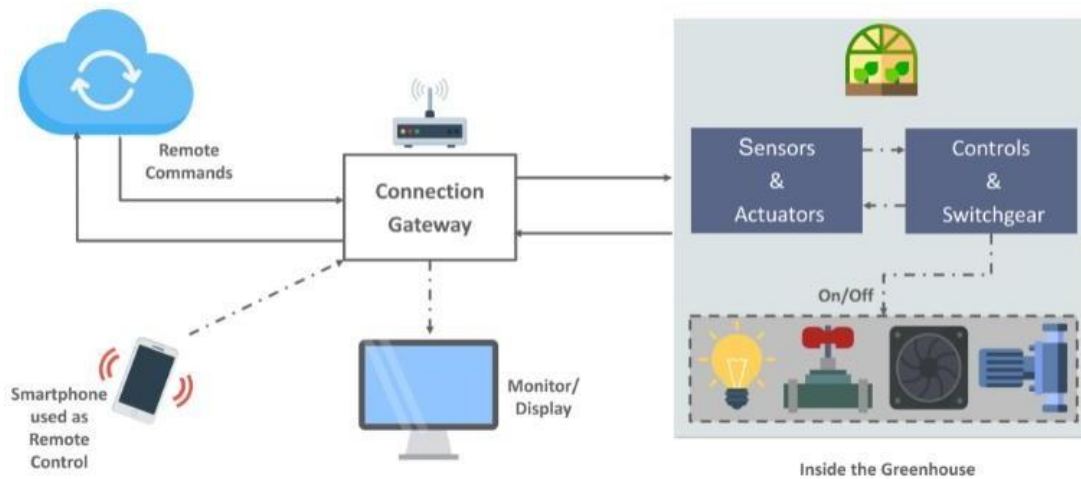 Remote
Commands
Connection
Gateway
Sensors
&
Actuators
Controls
&
Switchgear
On/Off
Smartphone
used as
Remote
Control
Monitor/
Display
Inside the Greenhouse